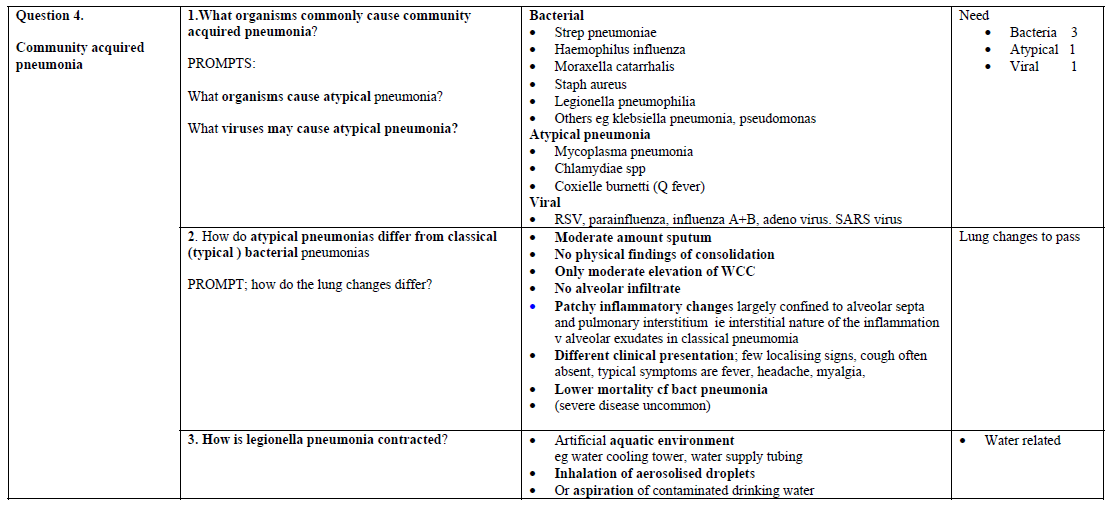 Question 4.
Community acquired
pneumonia
1.What organisms commonly cause community
acquired pneumonia?
PROMPTS:
What organisms cause atypical pneumonia?
What viruses may cause atypical pneumonia?
Bacterial
• Strep pneumoniae
• Haemophilus influenza
• Moraxella catarrhalis
• Staph aureus
• Legionella pneumophilia
• Others eg klebsiella pneumonia, pseudomonas
Atypical pneumonia
• Mycoplasma pneumonia
• Chlamydiae spp
• Coxielle burnetti (Q fever)
Viral
• RSV, parainfluenza, influenza A+B, adeno virus. SARS virus
Need
• Bacteria 3
• Atypical 1
• Viral 1
2. How do atypical pneumonias differ from classical
(typical ) bacterial pneumonias
PROMPT; how do the lung changes differ?
• Moderate amount sputum
• No physical findings of consolidation
• Only moderate elevation of WCC
• No alveolar infiltrate
• Patchy inflammatory changes largely confined to alveolar septa
and pulmonary interstitium ie interstitial nature of the inflammation
v alveolar exudates in classical pneumomia
• Different clinical presentation; few localising signs, cough often
absent, typical symptoms are fever, headache, myalgia,
• Lower mortality cf bact pneumonia
• (severe disease uncommon)
Lung changes to pass
3. How is legionella pneumonia contracted?
• Artificial aquatic environment
eg water cooling tower, water supply tubing
• Inhalation of aerosolised droplets
• Or aspiration of contaminated drinking water
• Water related